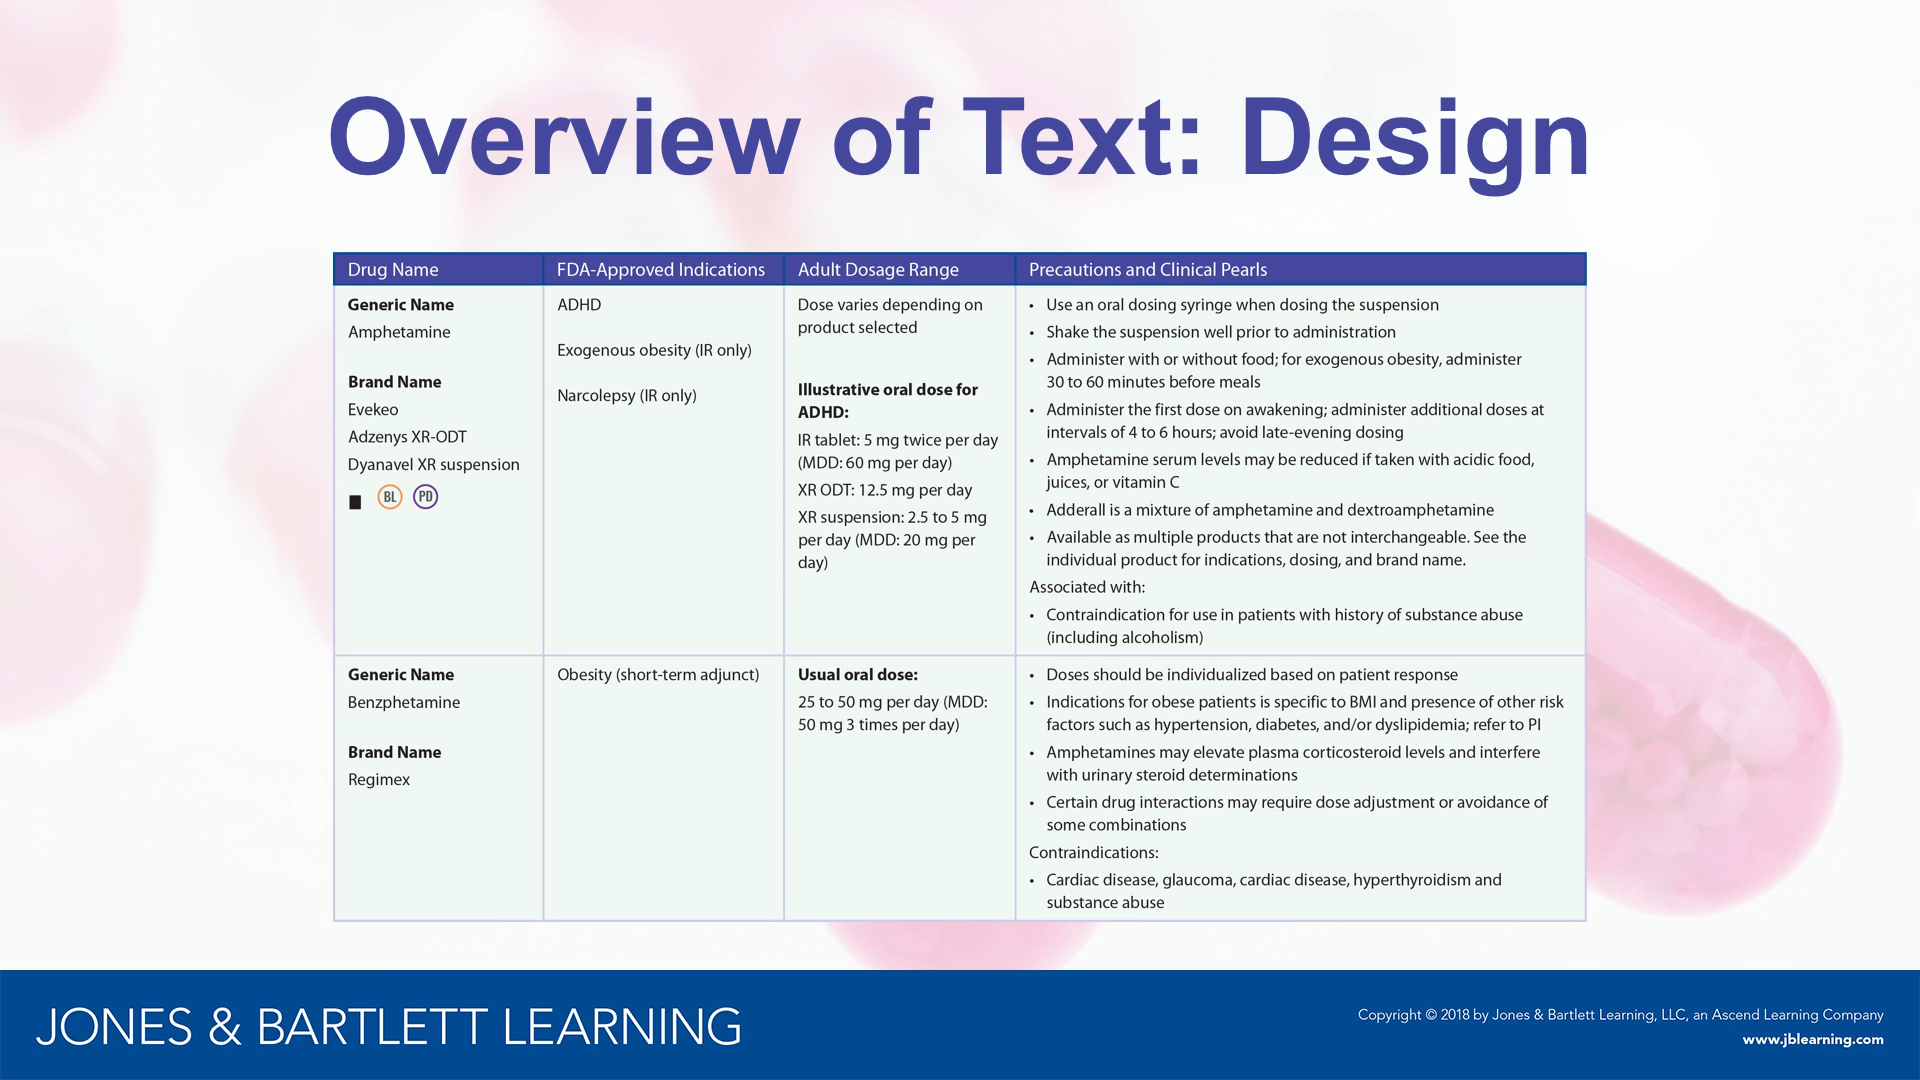 Overview of Text: Design
Drug Name
FDA-Approved Indications
Adult Dosage Range
Precautions and Clinical Pearls
Generic Name
Amphetamine
Brand Name
Evekeo
Adzenys XR-ODT
Dyanavel XR suspension
BL PD
ADHD
Exogenous obesity (IR only)
Narcolepsy (IR only)
Dose varies depending on
product selected
Illustrative oral dose for
ADHD:
IR tablet: 5 mg twice per day
(MDD: 60 mg per day)
XR ODT: 12.5 mg per day
XR suspension: 2.5 to 5 mg
per day (MDD: 20 mg per
day)
• Use an oral dosing syringe when dosing the suspension
• Shake the suspension well prior to administration
• Administer with or without food; for exogenous obesity, administer
30 to 60 minutes before meals
• Administer the first dose on awakening; administer additional doses at
intervals of 4 to 6 hours; avoid late-evening dosing
• Amphetamine serum levels may be reduced if taken with acidic food,
juices, or vitamin C
• Adderall is a mixture of amphetamine and dextroamphetamine
• Available as multiple products that are not interchangeable. See the
individual product for indications, dosing, and brand name.
Associated with:
• Contraindication for use in patients with history of substance abuse
(including alcoholism)
Generic Name
Benzphetamine
Brand Name
Regimex
Obesity (short-term adjunct)
Usual oral dose:
25 to 50 mg per day (MDD:
50 mg 3 times per day)
• Doses should be individualized based on patient response
• Indications for obese patients is specific to BMI and presence of other risk
factors such as hypertension, diabetes, and/or dyslipidemia; refer to PI
• Amphetamines may elevate plasma corticosteroid levels and interfere
with urinary steroid determinations
• Certain drug interactions may require dose adjustment or avoidance of
some combinations
Contraindications:
• Cardiac disease, glaucoma, cardiac disease, hyperthyroidism and
substance abuse
JONES & BARTLETT LEARNING
Copyright © 2018 by Jones & Bartlett Learning, LLC, an Ascend Learning Company
www.jblearning.com